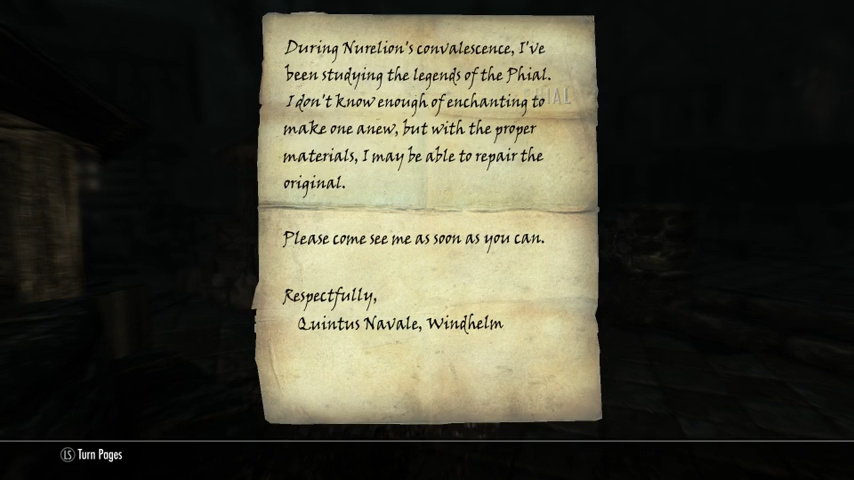 During Nurelion's convalescence, I've
been studying the legends of the Phial.
I don't know enough of enchanting to
make one anew, but with the proper
materials, I may be able to repair the
original.
Please come see me as soon as you can.
Respectfully,
Quintus Navale, Windhelm
LS Turn Pages